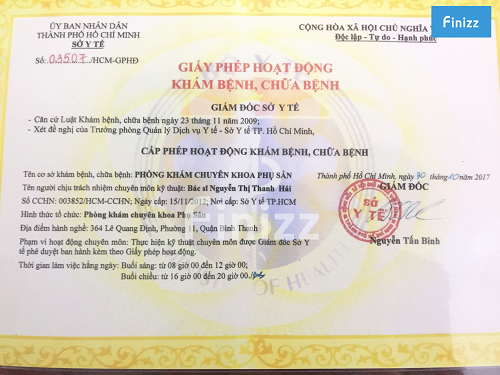 ỦY BAN NHÂN DÂN
THÀNH PHỐ HỒ CHÍ MINH
SỞ Y TẾ
Số: 03507 /HCM-GPHĐ
CỘNG HÒA XÃ HỘI CHỦ NGHĨA
Độc lập - Tự do - Hạnh phúc
Finizz
GIẤY PHÉP HOẠT ĐỘNG
KHÁM BỆNH, CHỮA BỆNH
GIÁM ĐỐC SỞ Y TẾ
- Căn cứ Luật Khám bệnh, chữa bệnh ngày 23 tháng 11 năm 2009;
- Xét đề nghị của Trưởng phòng Quản lý Dịch vụ Y tế - Sở Y tế TP. Hồ Chí Minh,
CẤP PHÉP HOẠT ĐỘNG KHÁM BỆNH, CHỮA BỆNH
Tên cơ sở khám bệnh, chữa bệnh: PHÒNG KHÁM CHUYÊN KHOA PHỤ SẢN
Tên người chịu trách nhiệm chuyên môn kỹ thuật: Bác sĩ Nguyễn Thị Thanh Hải
Số CCHN: 003852/HCM-CCHN; Ngày cấp: 15/11/2012; Nơi cấp: Sở Y tế TP.HCM
Hình thức tổ chức: Phòng khám chuyên khoa Phụ Sản
Địa điểm hành nghề: 364 Lê Quang Định, Phường 11, Quận Bình Thạnh
Phạm vi hoạt động chuyên môn: Thực hiện kỹ thuật chuyên môn được Giám đốc Sở Y
tế phê duyệt ban hành kèm theo Giấy phép hoạt động.
Thời gian làm việc hằng ngày: Buổi sáng: từ 08 giờ 00 đến 12 giờ 00;
Buổi chiều: từ 16 giờ 00 đến 20 giờ 00.
Thành phố Hồ Chí Minh, ngày 30 tháng 10 năm 2017
GIÁM ĐỐC
SỞ
Y TẾ
Nguyễn Tấn Bỉnh
Finizz
OF HEALTH